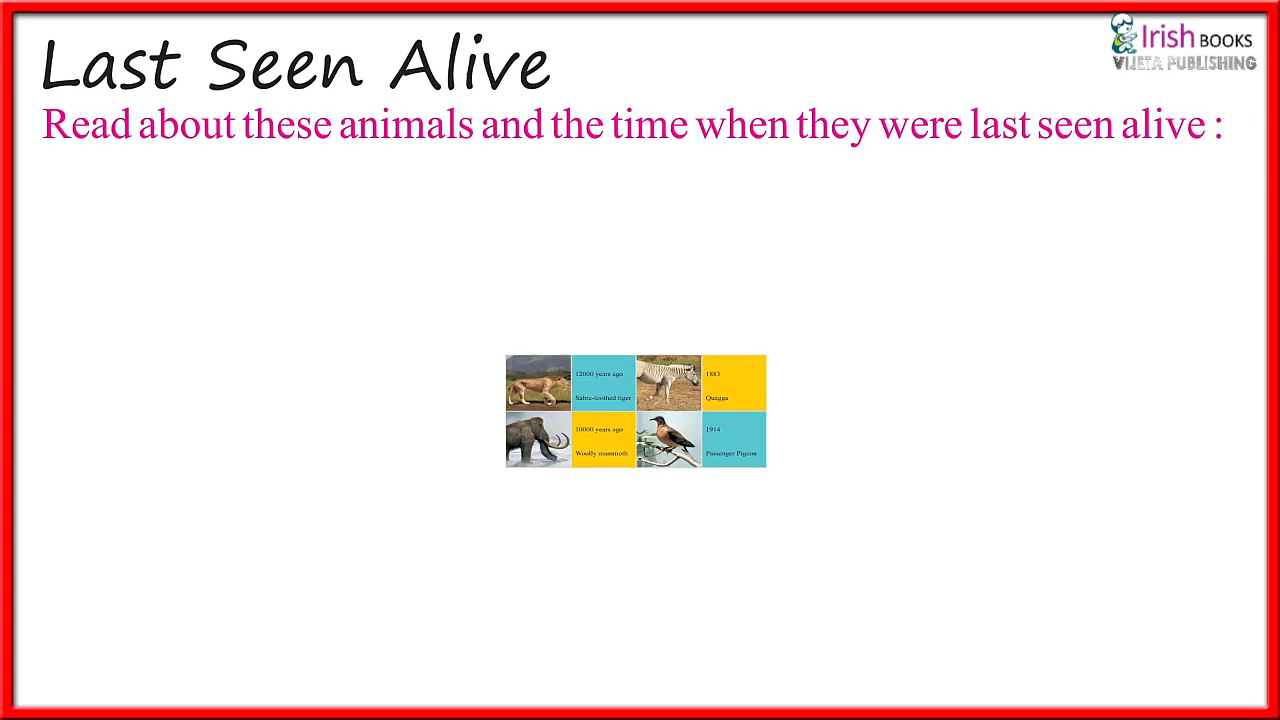 Last Seen Alive
Irish BOOKS
VIJETA PUBLISHING
Read about these animals and the time when they were last seen alive :
12000 years ago
Sabre-toothed tiger
1883
Quagga
10000 years ago
Woolly mammoth
1914
Passenger Pigeon